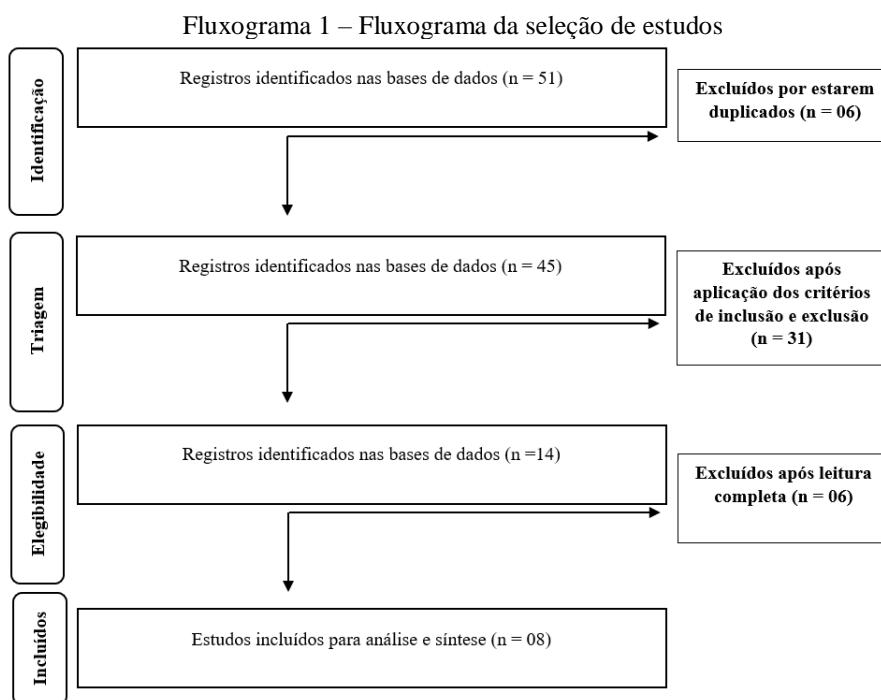 Fluxograma 1 – Fluxograma da seleção de estudos
Identificação
Registros identificados nas bases de dados (n = 51)
Excluídos por estarem
duplicados (n = 06)
Triagem
Registros identificados nas bases de dados (n = 45)
Excluídos após
aplicação dos critérios
de inclusão e exclusão
(n = 31)
Elegibilidade
Registros identificados nas bases de dados (n =14)
Excluídos após leitura
completa (n = 06)
Incluídos
Estudos incluídos para análise e síntese (n = 08)